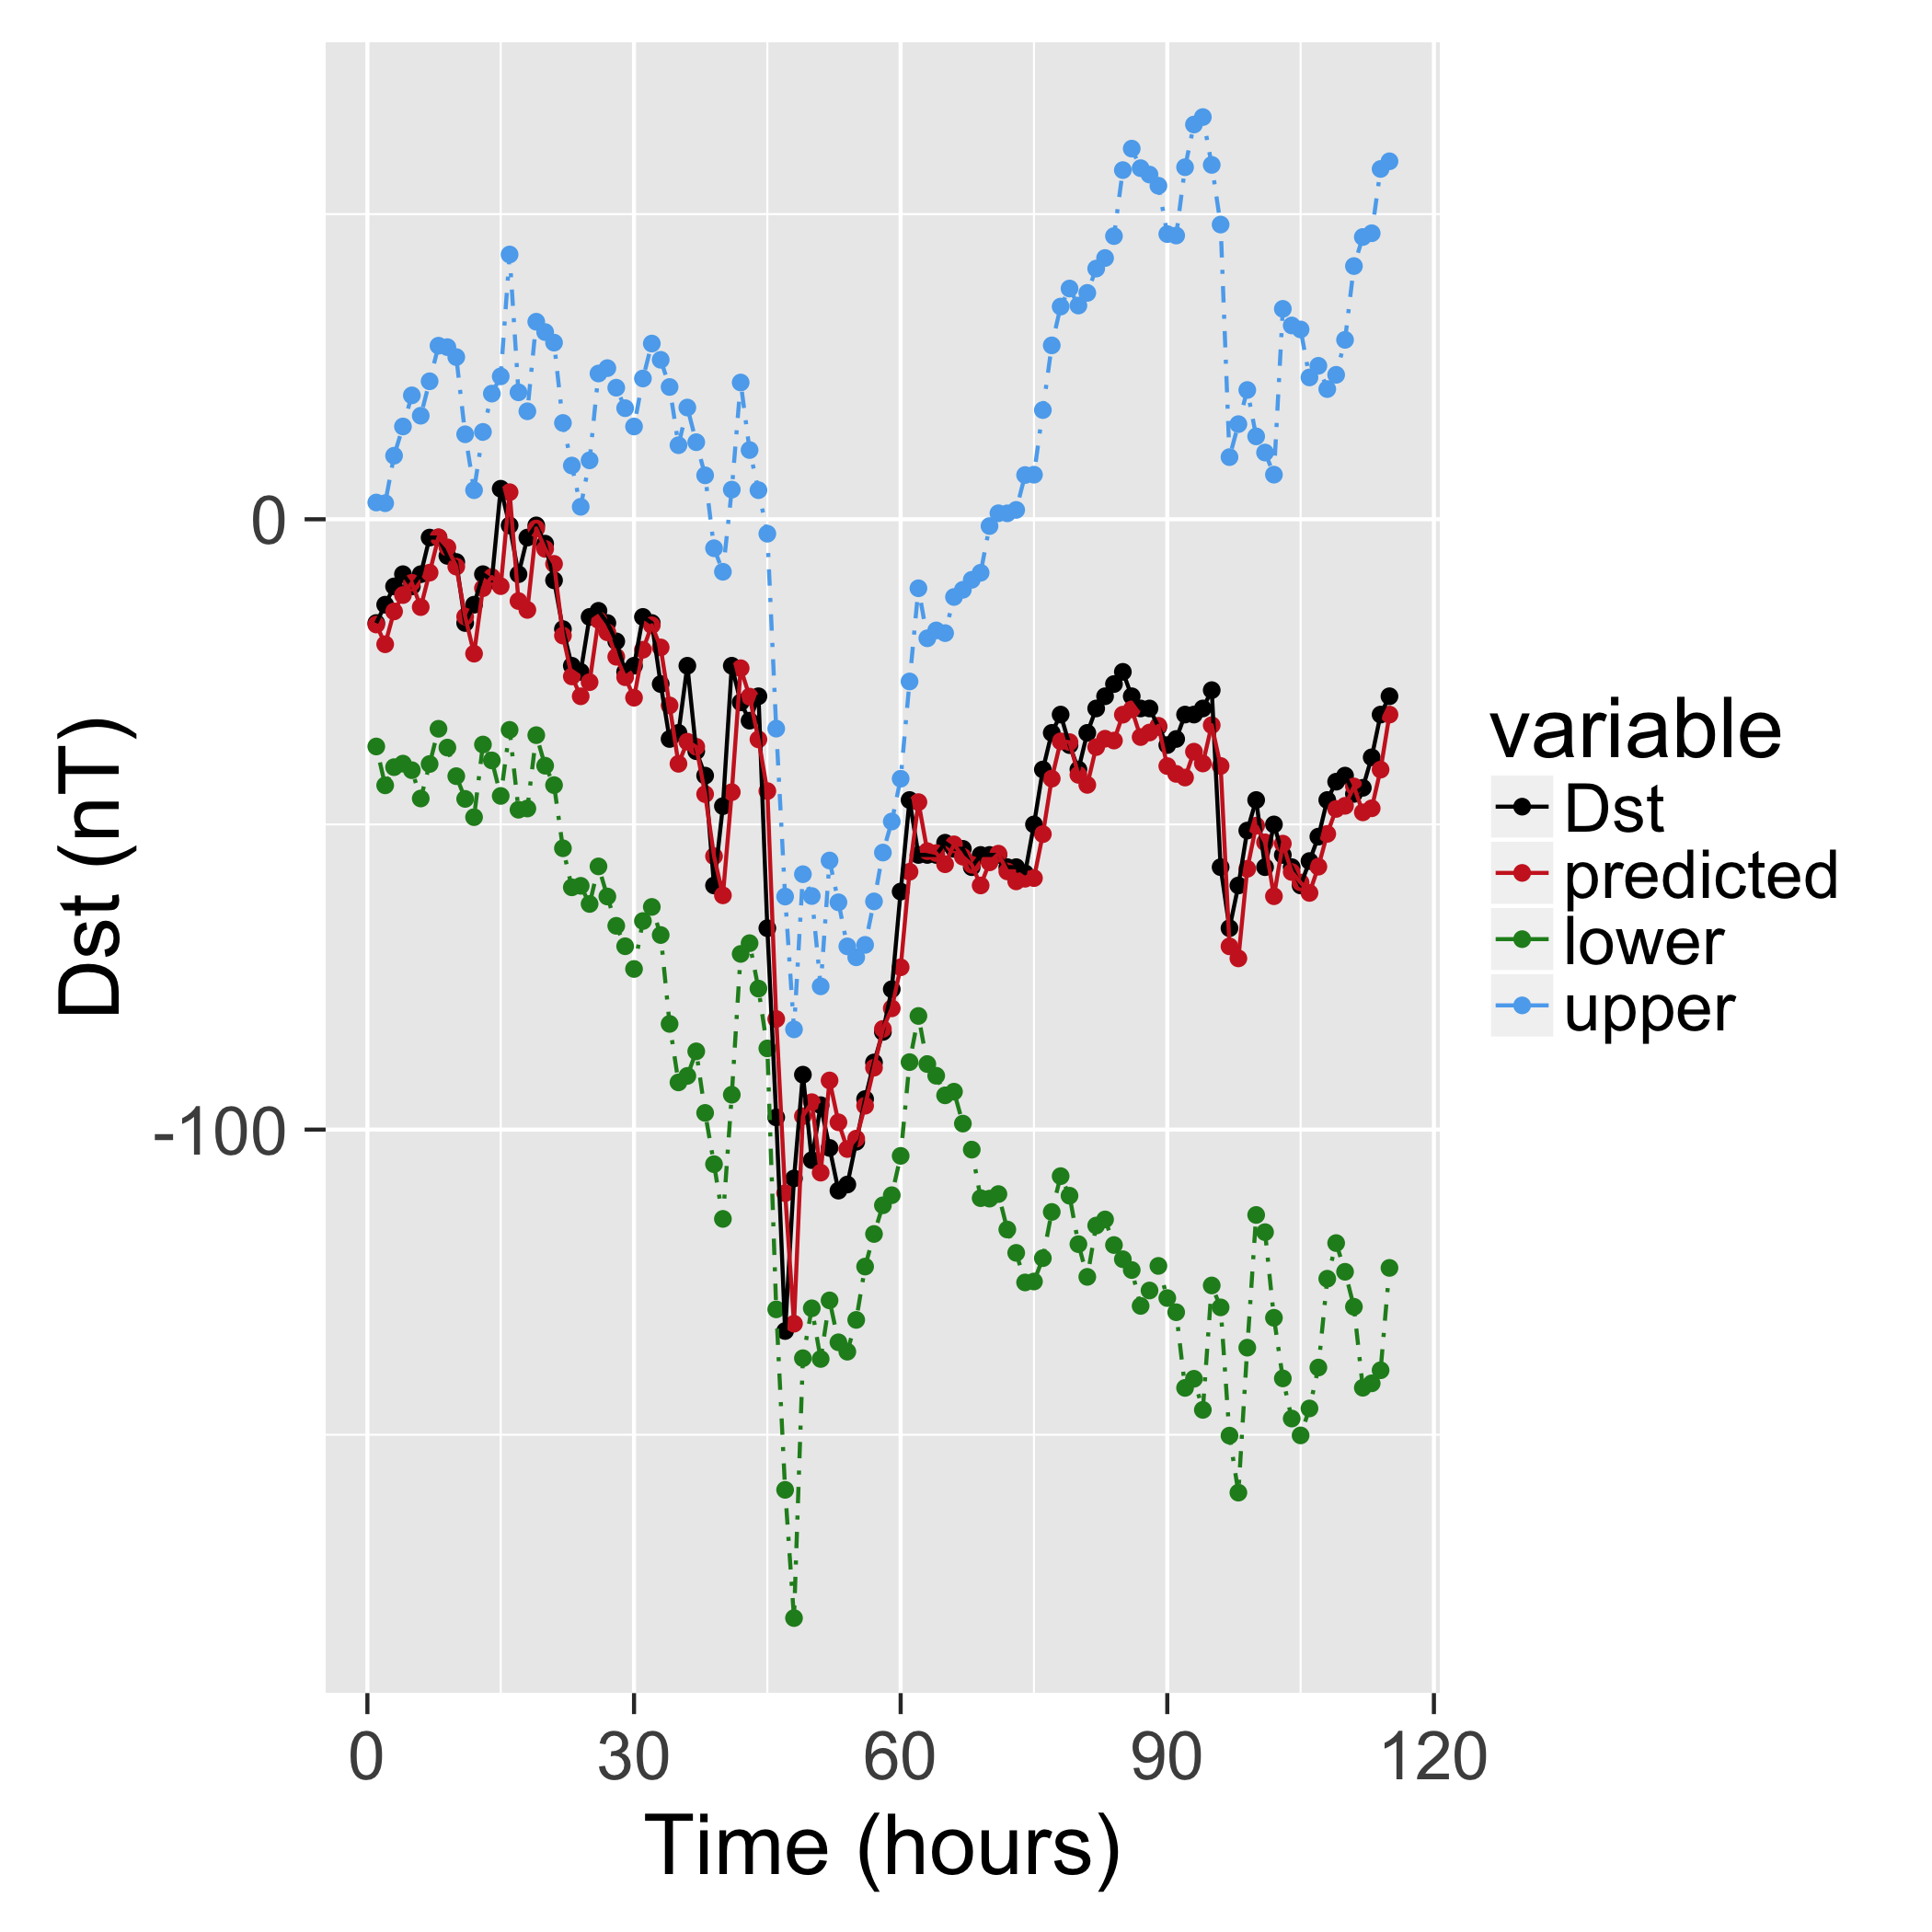 Dst (nT)
0
-100
0
30
60
90
120
Time (hours)
variable
Dst
predicted
lower
upper